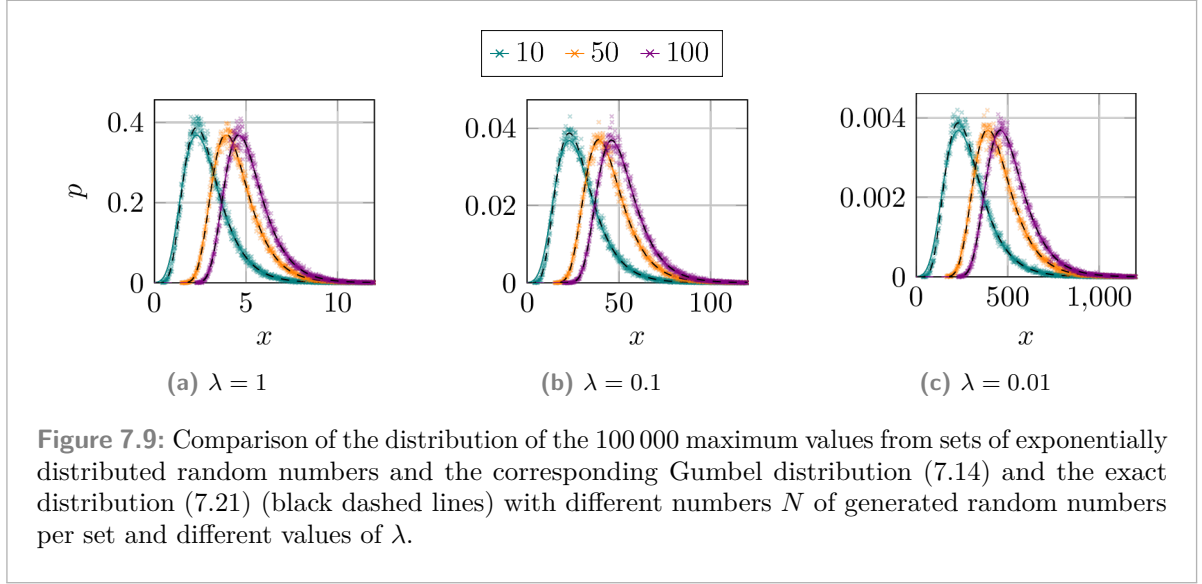 10 50 100
0.4
0.2
0
p
0 5 10
x
(a) λ = 1
0.04
0.02
0
0 50 100
x
(b) λ = 0.1
0.004
0.002
0
0 500 1,000
x
(c) λ = 0.01
Figure 7.9: Comparison of the distribution of the 100 000 maximum values from sets of exponentially
distributed random numbers and the corresponding Gumbel distribution (7.14) and the exact
distribution (7.21) (black dashed lines) with different numbers N of generated random numbers
per set and different values of λ.